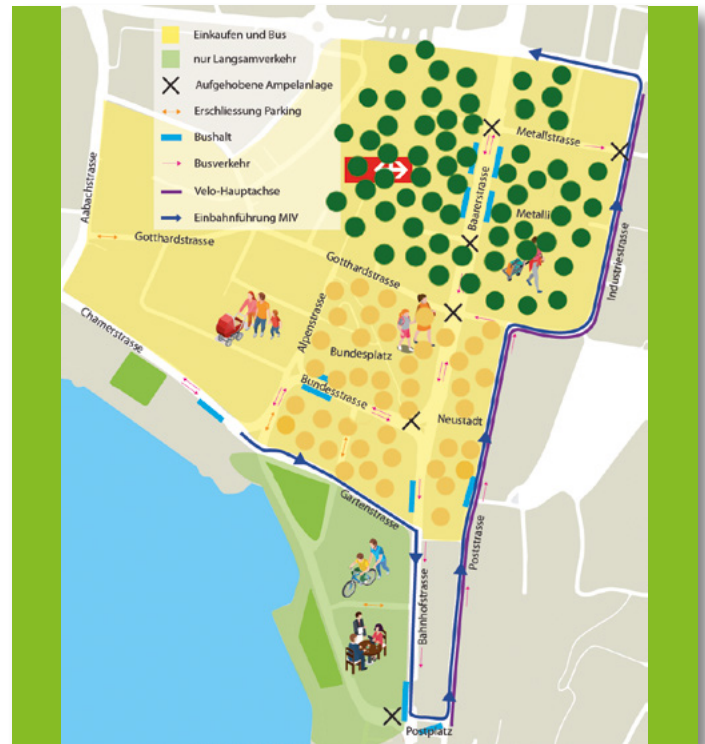 Einkaufen und Bus
nur Langsamverkehr
Aufgehobene Ampelanlage
Erschliessung Parking
Bushalt
Busverkehr
Velo-Hauptachse
Einbahnführung MIV
Metallstrasse
Aabachstrasse
Baarerstrasse
Metalli
Industriestrasse
Gotthardstrasse
Gotthardstrasse
Chamerstrasse
Alpenstrasse
Bundesplatz
Bundesstrasse
Neustadt
Gartenstrasse
Poststrasse
Bahnhofstrasse
Postplatz